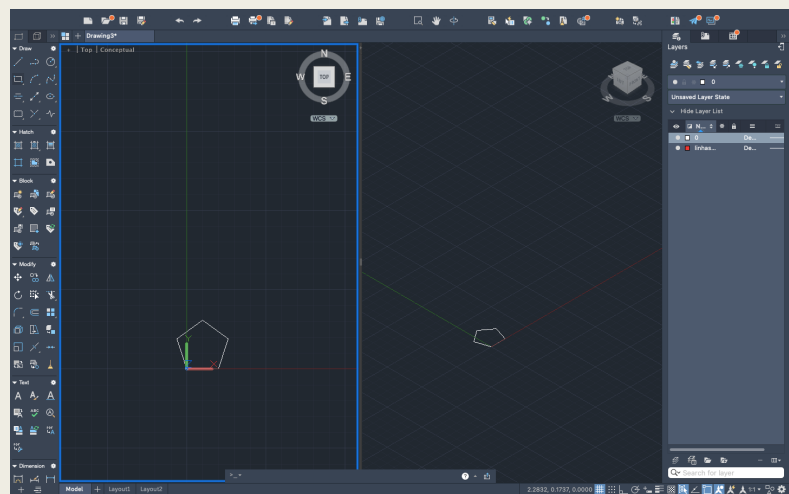 Drawing3*
Draw
Hatch
Block
Modify
Text
Dimension
+ | Top | Conceptual
N
W TOP E
S
WCS
Y
X
WCS
Layers
0
Unsaved Layer State
Hide Layer List
N...
0 De...
linhas... De...
Search for layer
Model + Layout1 Layout2
2.2832, 0.1737, 0.0000
1:1